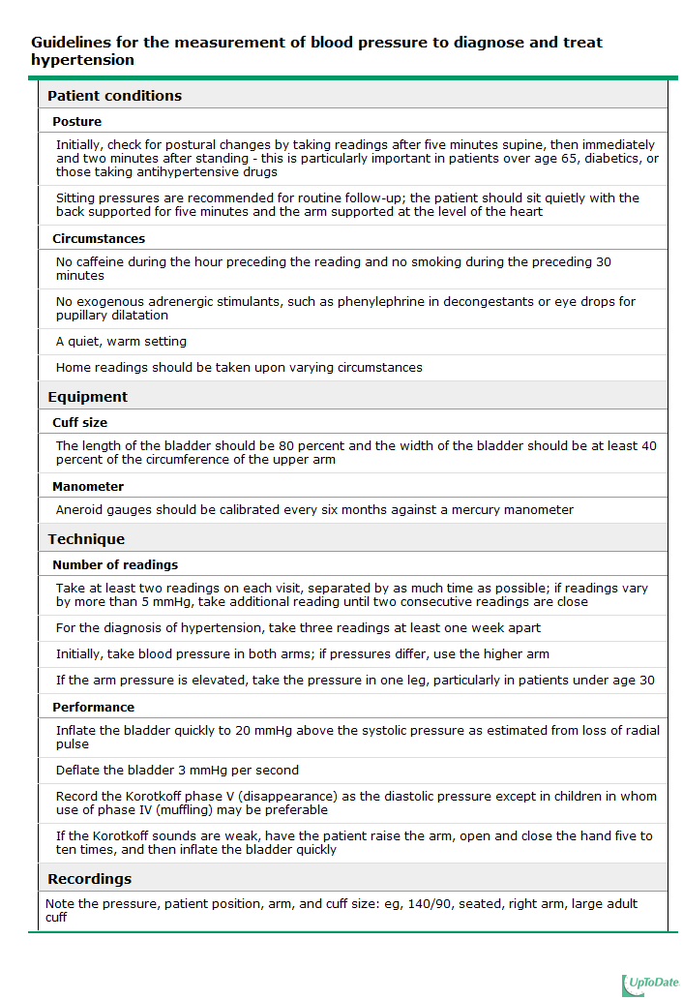 Guidelines for the measurement of blood pressure to diagnose and treat
hypertension
Patient conditions
Posture
Initially, check for postural changes by taking readings after five minutes supine, then immediately
and two minutes after standing - this is particularly important in patients over age 65, diabetics, or
those taking antihypertensive drugs
Sitting pressures are recommended for routine follow-up; the patient should sit quietly with the
back supported for five minutes and the arm supported at the level of the heart
Circumstances
No caffeine during the hour preceding the reading and no smoking during the preceding 30
minutes
No exogenous adrenergic stimulants, such as phenylephrine in decongestants or eye drops for
pupillary dilatation
A quiet, warm setting
Home readings should be taken upon varying circumstances
Equipment
Cuff size
The length of the bladder should be 80 percent and the width of the bladder should be at least 40
percent of the circumference of the upper arm
Manometer
Aneroid gauges should be calibrated every six months against a mercury manometer
Technique
Number of readings
Take at least two readings on each visit, separated by as much time as possible; if readings vary
by more than 5 mmHg, take additional reading until two consecutive readings are close
For the diagnosis of hypertension, take three readings at least one week apart
Initially, take blood pressure in both arms; if pressures differ, use the higher arm
If the arm pressure is elevated, take the pressure in one leg, particularly in patients under age 30
Performance
Inflate the bladder quickly to 20 mmHg above the systolic pressure as estimated from loss of radial
pulse
Deflate the bladder 3 mmHg per second
Record the Korotkoff phase V (disappearance) as the diastolic pressure except in children in whom
use of phase IV (muffling) may be preferable
If the Korotkoff sounds are weak, have the patient raise the arm, open and close the hand five to
ten times, and then inflate the bladder quickly
Recordings
Note the pressure, patient position, arm, and cuff size: eg, 140/90, seated, right arm, large adult
cuff
UpToDate